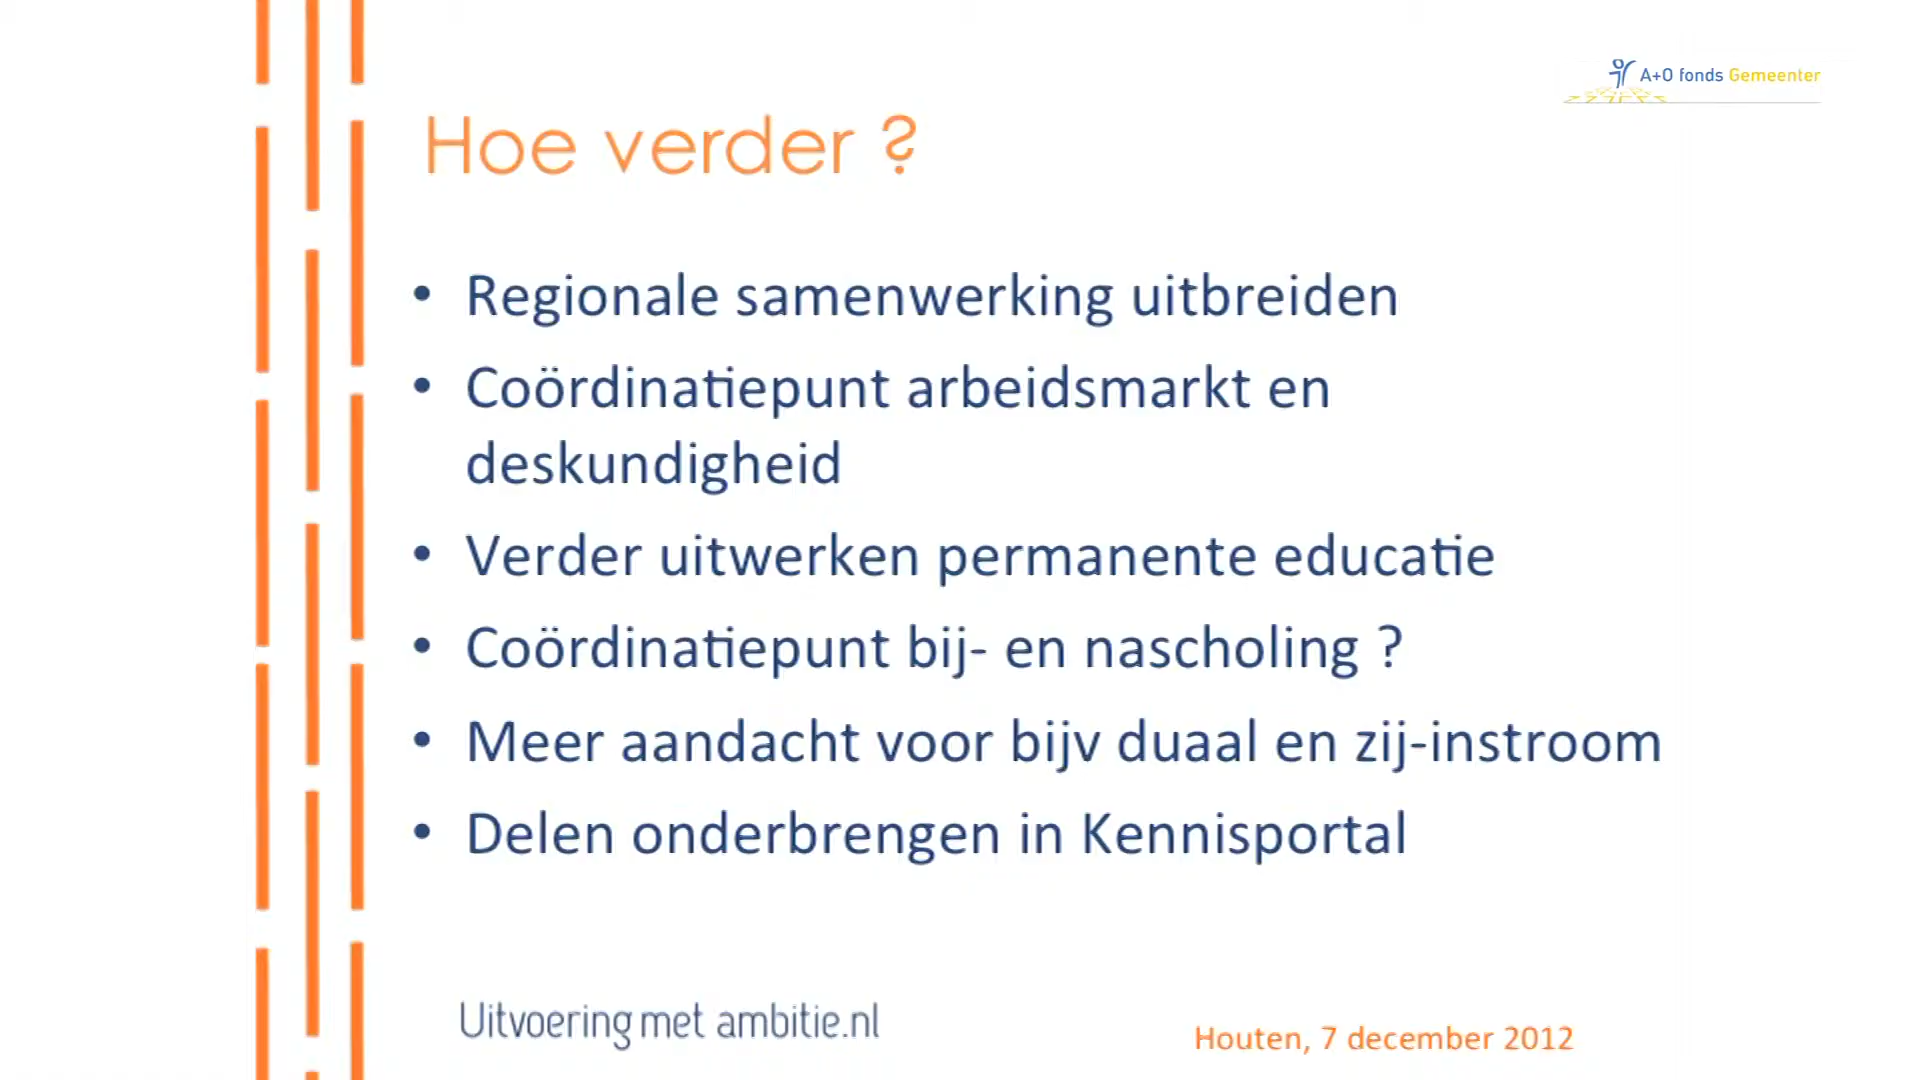 A+O fonds Gemeenter
Hoe verder ?
• Regionale samenwerking uitbreiden
• Coördinatiepunt arbeidsmarkt en
deskundigheid
• Verder uitwerken permanente educatie
• Coördinatiepunt bij- en nascholing ?
• Meer aandacht voor bijv duaal en zij-instroom
• Delen onderbrengen in Kennisportal
Uitvoering met ambitie.nl
Houten, 7 december 2012